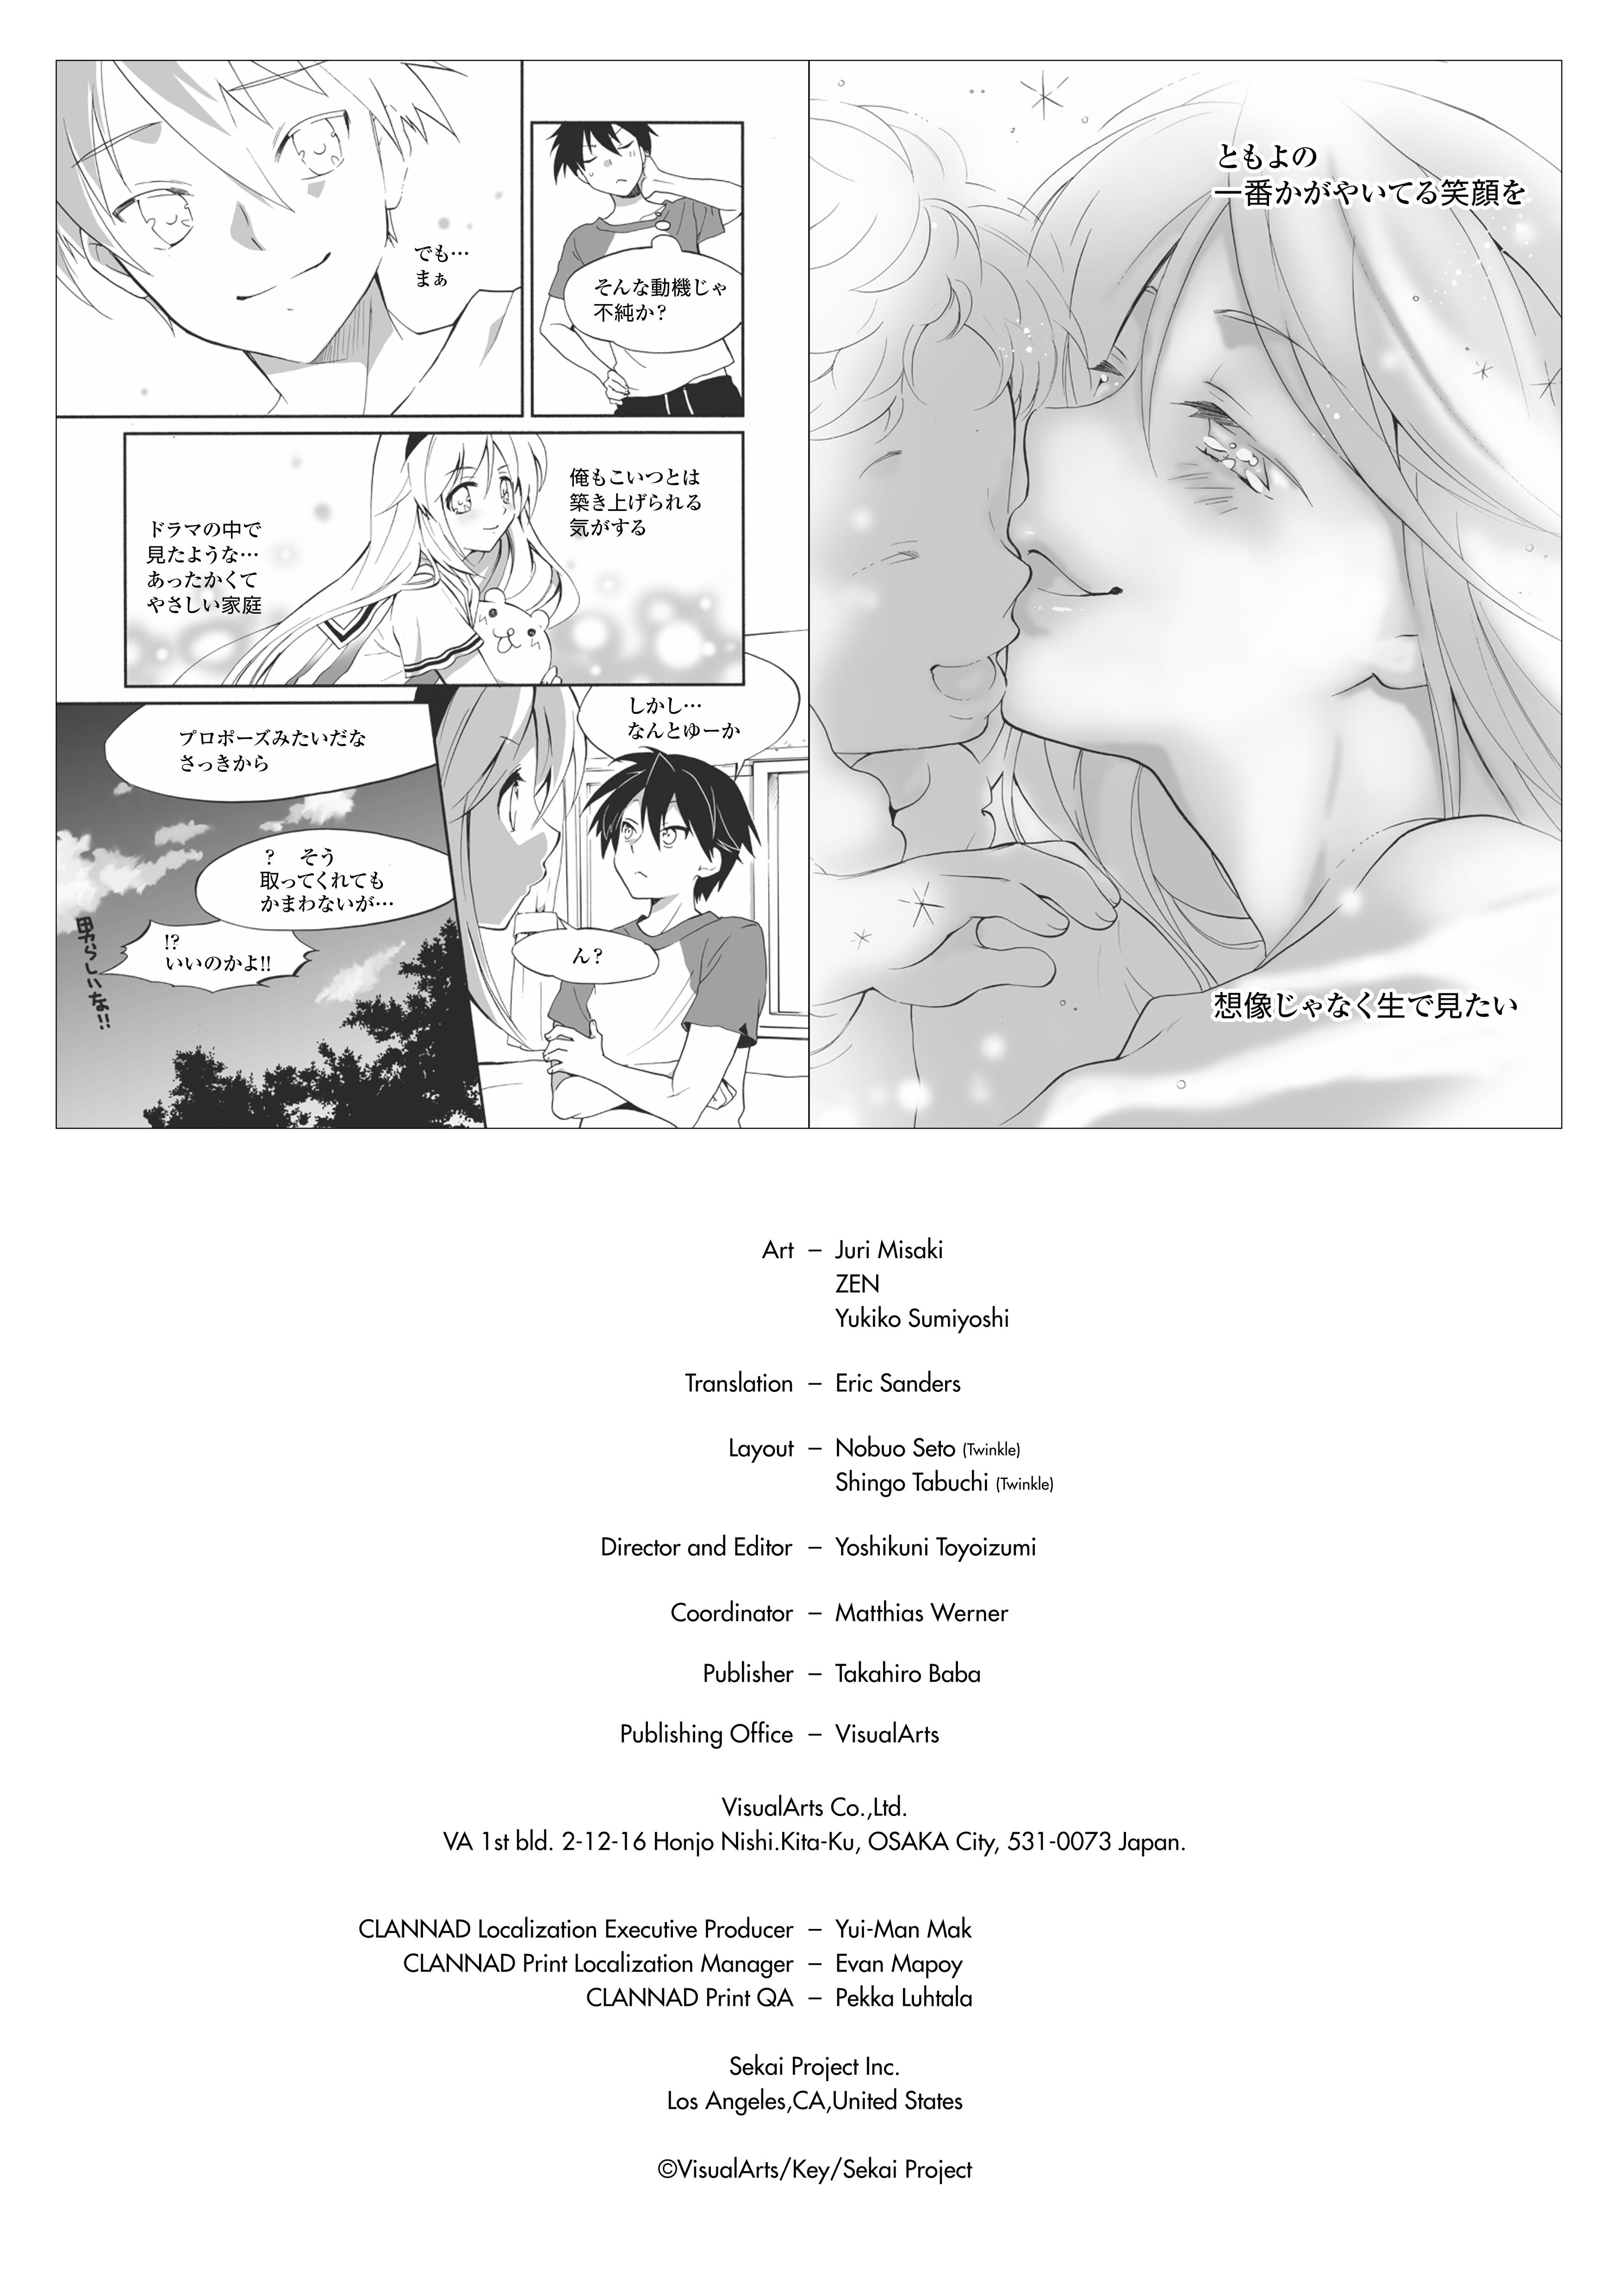 ともよの
一番かがやいてる笑顔を
想像じゃなく生で見たい
そんな動機じゃ
不純か？
でも…
まぁ
俺もこいつとは
築き上げられる
気がする
ドラマの中で
見たような…
あったかくて
やさしい家庭
しかし…
なんとゆーか
ん？
プロポーズみたいだな
さっきから
？　そう
取ってくれても
かまわないが…
!?
いいのかよ!!
男らしいな!!
Art – Juri Misaki
ZEN
Yukiko Sumiyoshi
Translation – Eric Sanders
Layout – Nobuo Seto (Twinkle)
Shingo Tabuchi (Twinkle)
Director and Editor – Yoshikuni Toyoizumi
Coordinator – Matthias Werner
Publisher – Takahiro Baba
Publishing Office – VisualArts
VisualArts Co.,Ltd.
VA 1st bld. 2-12-16 Honjo Nishi.Kita-Ku, OSAKA City, 531-0073 Japan.
CLANNAD Localization Executive Producer – Yui-Man Mak
CLANNAD Print Localization Manager – Evan Mapoy
CLANNAD Print QA – Pekka Luhtala
Sekai Project Inc.
Los Angeles,CA,United States
©VisualArts/Key/Sekai Project